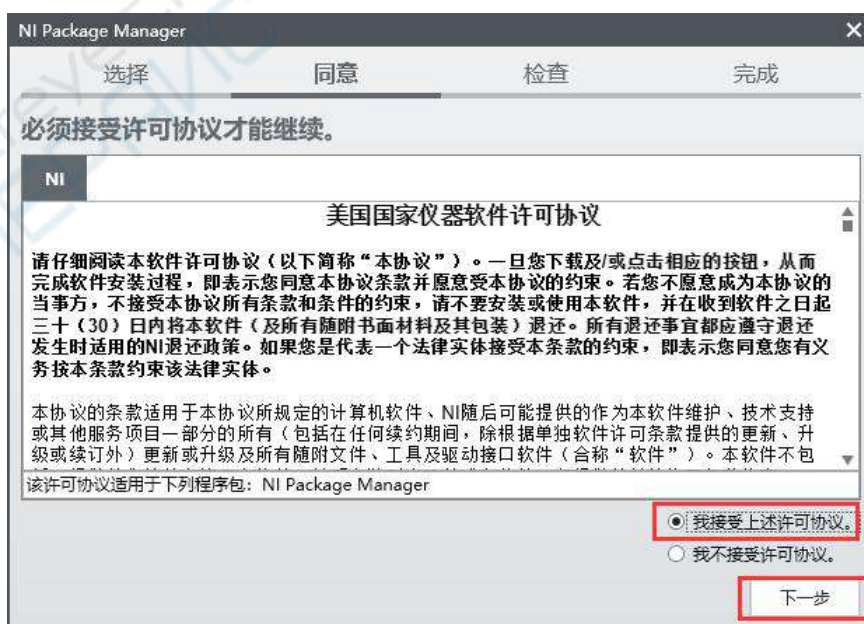 NI Package Manager
选择 同意 检查 完成
必须接受许可协议才能继续。
NI
美国国家仪器软件许可协议
请仔细阅读本软件许可协议（以下简称“本协议”）。一旦您下载及/或点击相应的按钮，从而
完成软件安装过程，即表示您同意本协议条款并愿意受本协议的约束。若您不愿意成为本协议的
当事方，不接受本协议所有条款和条件的约束，请不要安装或使用本软件，并在收到软件之日起
三十（30）日内将本软件（及所有随附书面材料及其包装）退还。所有退还事宜都应遵守退还
发生时适用的NI退还政策。如果您是代表一个法律实体接受本条款的约束，即表示您同意您有义
务按本条款约束该法律实体。
本协议的条款适用于本协议所规定的计算机软件、NI随后可能提供的作为本软件维护、技术支持
或其他服务项目一部分的所有（包括在任何续约期间，除根据单独软件许可条款提供的更新、升
级或续订外）更新或升级及所有随附文件、工具及驱动接口软件（合称“软件”）。本软件不包
该许可协议适用于下列程序包：NI Package Manager
我接受上述许可协议。
我不接受许可协议。
下一步